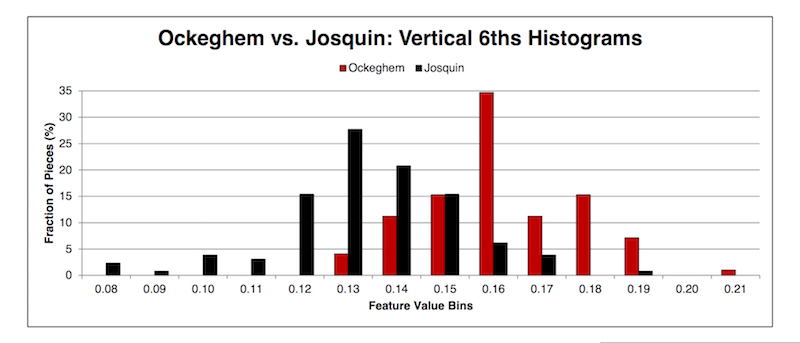 Ockeghem vs. Josquin: Vertical 6ths Histograms
Ockeghem Josquin
Fraction of Pieces (%)
35
30
25
20
15
10
5
0
0.08 0.09 0.10 0.11 0.12 0.13 0.14 0.15 0.16 0.17 0.18 0.19 0.20 0.21
Feature Value Bins